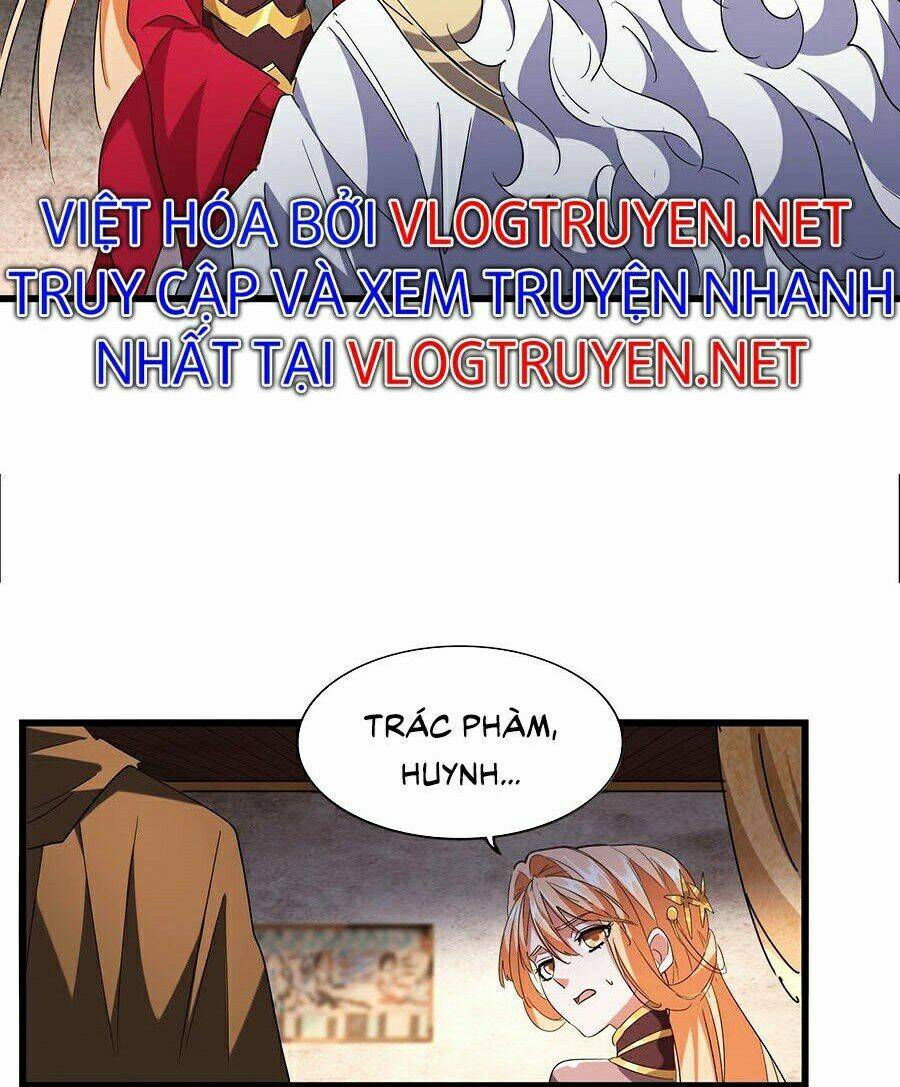 VIỆT HÓA BỞI VLOGTRUYEN.NET
TRUY CẬP VÀ XEM TRUYỆN NHANH
NHẤT TẠI VLOGTRUYEN.NET
TRÁC PHÀM,
HUYNH...